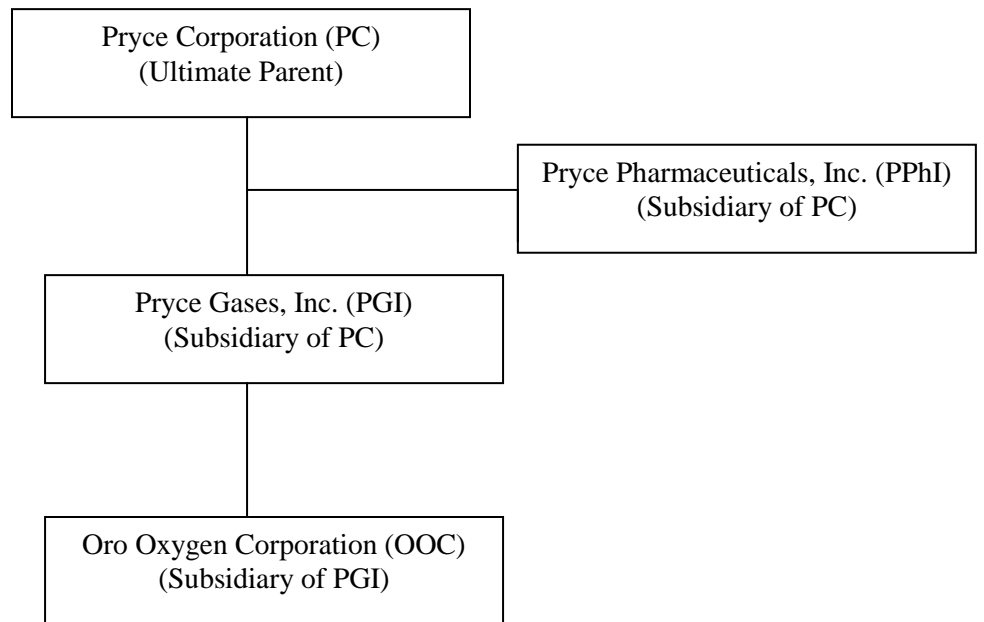 Pryce Corporation (PC)
(Ultimate Parent)
Pryce Pharmaceuticals, Inc. (PPhI)
(Subsidiary of PC)
Pryce Gases, Inc. (PGI)
(Subsidiary of PC)
Oro Oxygen Corporation (OOC)
(Subsidiary of PGI)